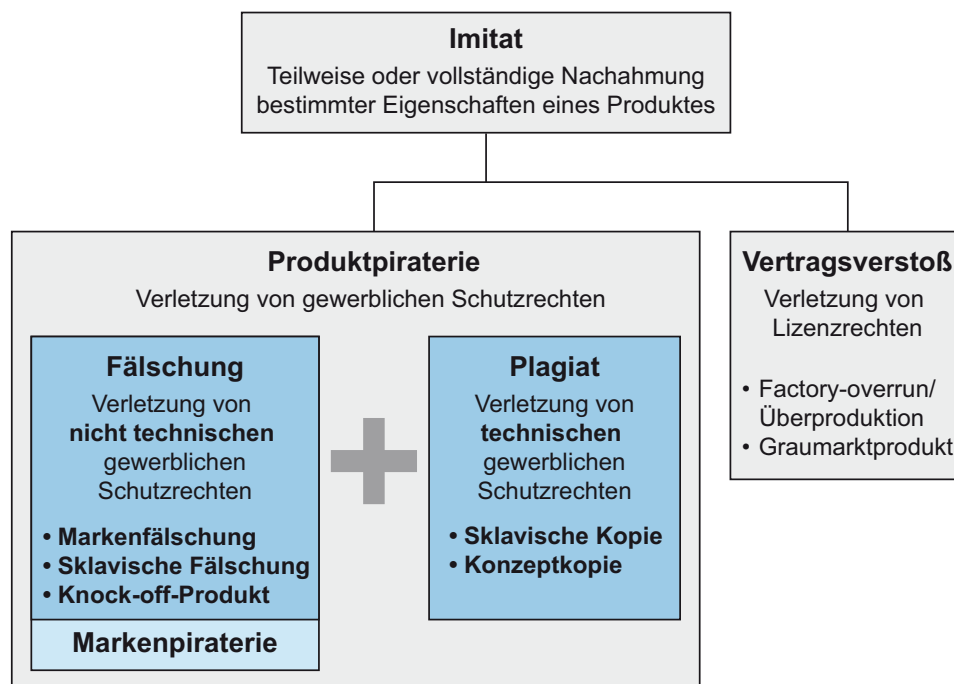 Imitat
Teilweise oder vollständige Nachahmung
bestimmter Eigenschaften eines Produktes
Produktpiraterie
Verletzung von gewerblichen Schutzrechten
Fälschung
Verletzung von
nicht technischen
gewerblichen
Schutzrechten
• Markenfälschung
• Sklavische Fälschung
• Knock-off-Produkt
Markenpiraterie
Plagiat
Verletzung von
technischen
gewerblichen
Schutzrechten
• Sklavische Kopie
• Konzeptkopie
Vertragsverstoß
Verletzung von
Lizenzrechten
• Factory-overrun/
Überproduktion
• Graumarktprodukt